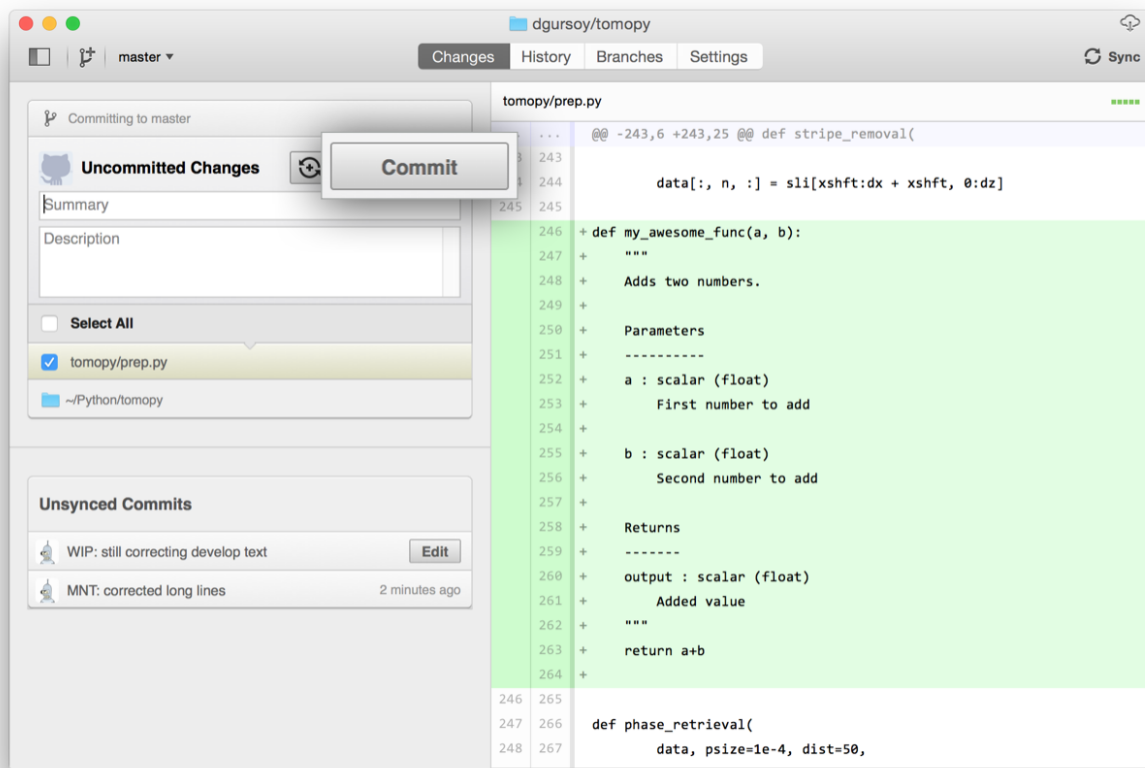 dgursoy/tomopy
master
Changes
History
Branches
Settings
Sync
Committing to master
Uncommitted Changes
Commit
Summary
Description
Select All
tomopy/prep.py
~/Python/tomopy
Unsynced Commits
WIP: still correcting develop text
Edit
MNT: corrected long lines
2 minutes ago
tomopy/prep.py
... @@ -243,6 +243,25 @@ def stripe_removal(
3 243
4 244 data[:, n, :] = sli[xshft:dx + xshft, 0:dz]
245 245
246 + def my_awesome_func(a, b):
247 + """
248 + Adds two numbers.
249 +
250 + Parameters
251 + ----------
252 + a : scalar (float)
253 + First number to add
254 +
255 + b : scalar (float)
256 + Second number to add
257 +
258 + Returns
259 + -------
260 + output : scalar (float)
261 + Added value
262 + """
263 + return a+b
264 +
246 265
247 266 def phase_retrieval(
248 267 data, psize=1e-4, dist=50,